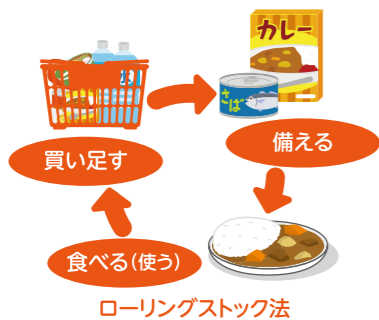 カレー
さば
買い足す
備える
食べる(使う)
ローリングストック法